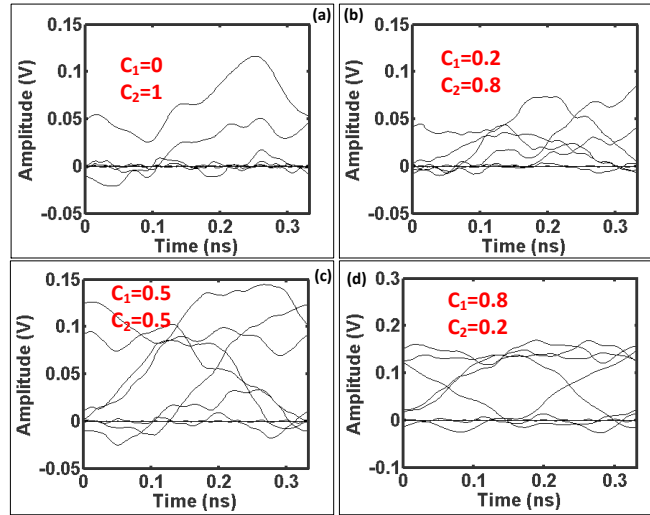 (a)
Amplitude (V)
0.15
0.1
0.05
0
-0.05
C₁=0
C₂=1
0 0.1 0.2 0.3
Time (ns)
(b)
Amplitude (V)
0.15
0.1
0.05
0
-0.05
C₁=0.2
C₂=0.8
0 0.1 0.2 0.3
Time (ns)
(c)
Amplitude (V)
0.15
0.1
0.05
0
-0.05
C₁=0.5
C₂=0.5
0 0.1 0.2 0.3
Time (ns)
(d)
Amplitude (V)
0.3
0.2
0.1
0
-0.1
C₁=0.8
C₂=0.2
0 0.1 0.2 0.3
Time (ns)